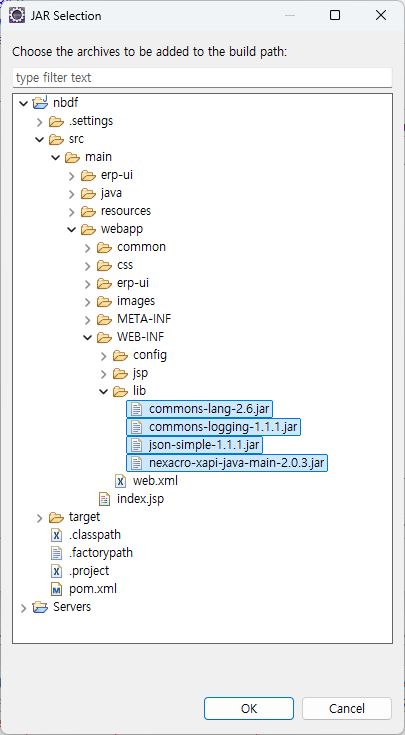 JAR Selection
Choose the archives to be added to the build path:
type filter text
nbdf
.settings
src
main
erp-ui
java
resources
webapp
common
css
erp-ui
images
META-INF
WEB-INF
config
jsp
lib
commons-lang-2.6.jar
commons-logging-1.1.1.jar
json-simple-1.1.1.jar
nexacro-xapi-java-main-2.0.3.jar
web.xml
index.jsp
target
.classpath
.factorypath
.project
pom.xml
Servers
OK
Cancel